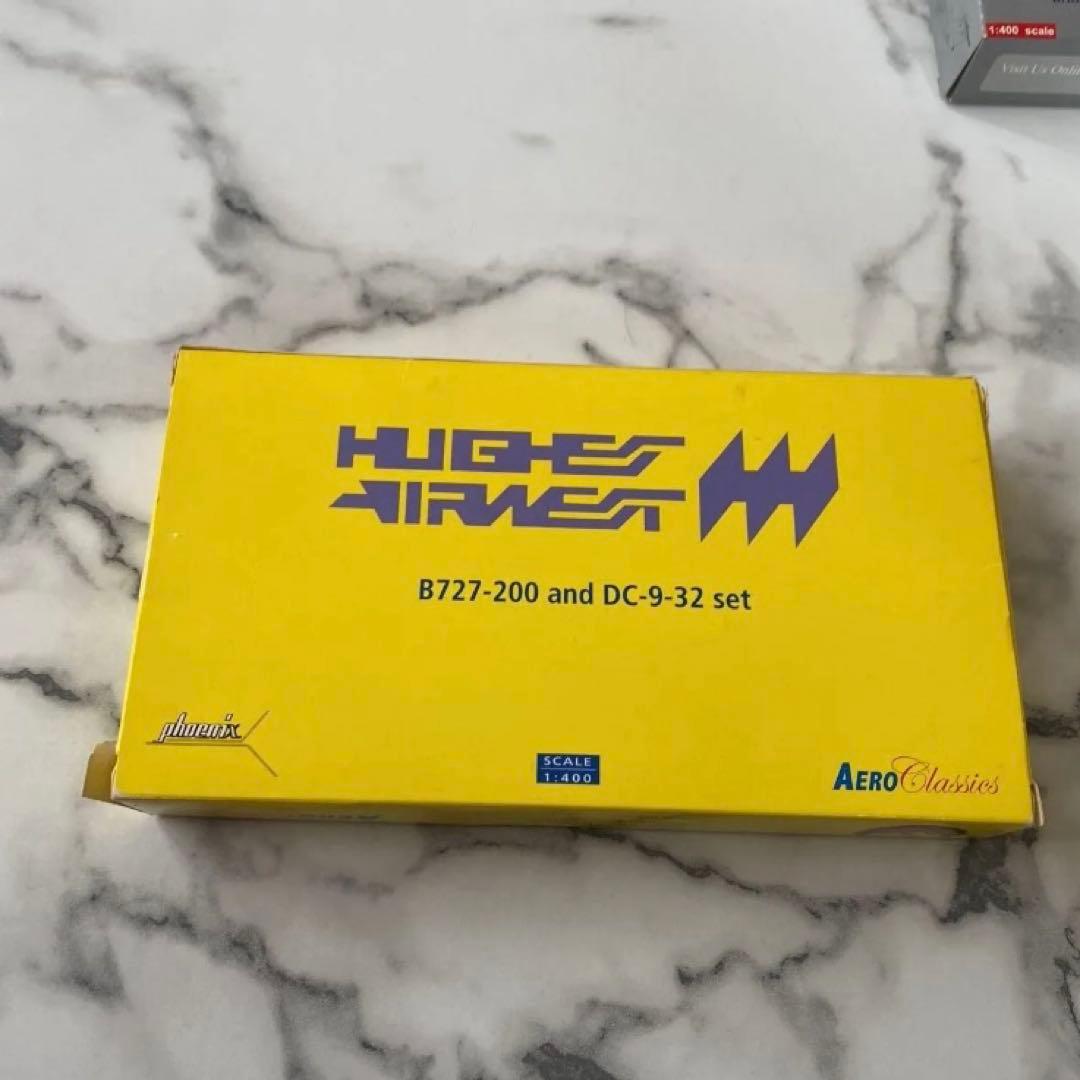 1:400 scale
Visit Us Onli
HUGHES
AIRWEST
B727-200 and DC-9-32 set
phoenix
SCALE
1:400
AEROClassics